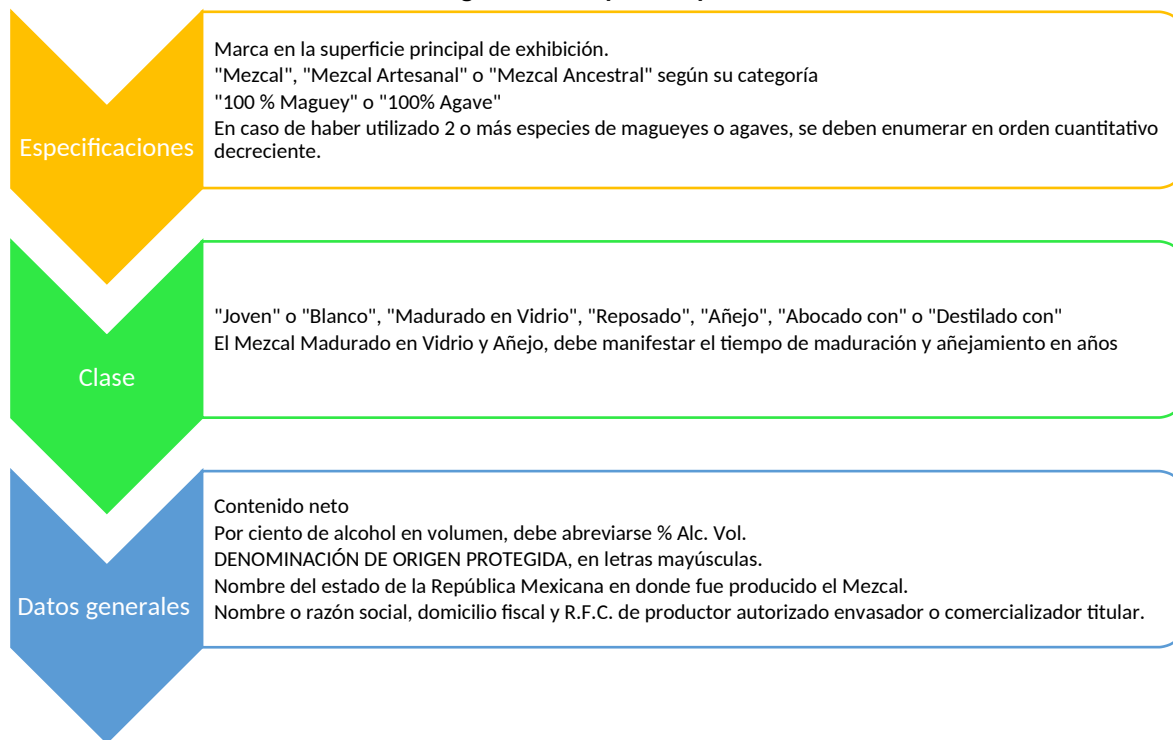 Especificaciones
Marca en la superficie principal de exhibición.
"Mezcal", "Mezcal Artesanal" o "Mezcal Ancestral" según su categoría
"100 % Maguey" o "100% Agave"
En caso de haber utilizado 2 o más especies de magueyes o agaves, se deben enumerar en orden cuantitativo
decreciente.
Clase
"Joven" o "Blanco", "Madurado en Vidrio", "Reposado", "Añejo", "Abocado con" o "Destilado con"
El Mezcal Madurado en Vidrio y Añejo, debe manifestar el tiempo de maduración y añejamiento en años
Datos generales
Contenido neto
Por ciento de alcohol en volumen, debe abreviarse % Alc. Vol.
DENOMINACIÓN DE ORIGEN PROTEGIDA, en letras mayúsculas.
Nombre del estado de la República Mexicana en donde fue producido el Mezcal.
Nombre o razón social, domicilio fiscal y R.F.C. de productor autorizado envasador o comercializador titular.